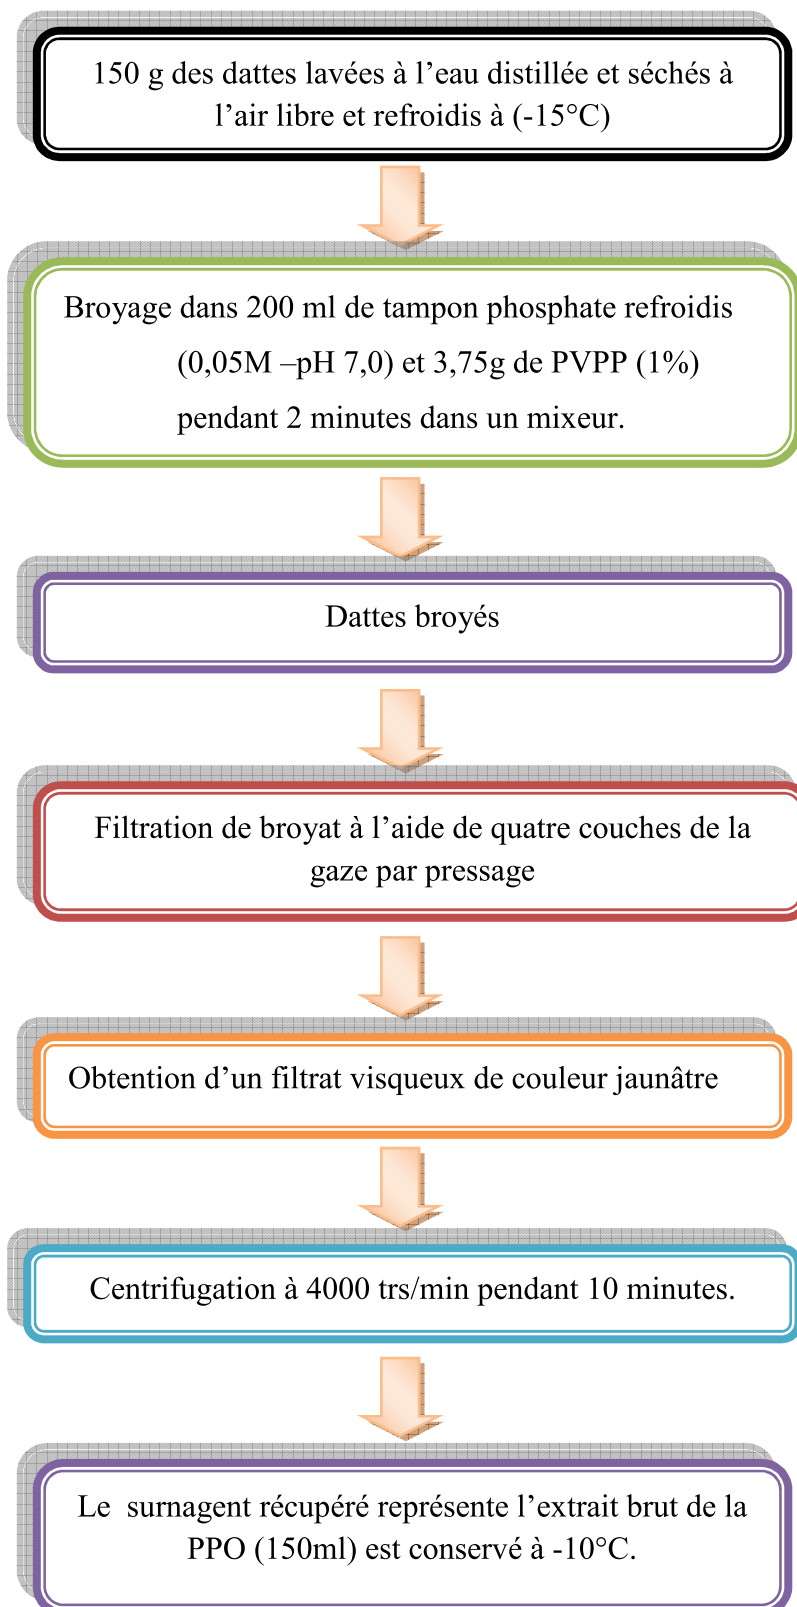 150 g des dattes lavées à l’eau distillée et séchés à
l’air libre et refroidis à (-15°C)
Broyage dans 200 ml de tampon phosphate refroidis
(0,05M –pH 7,0) et 3,75g de PVPP (1%)
pendant 2 minutes dans un mixeur.
Dattes broyés
Filtration de broyat à l’aide de quatre couches de la
gaze par pressage
Obtention d’un filtrat visqueux de couleur jaunâtre
Centrifugation à 4000 trs/min pendant 10 minutes.
Le surnagent récupéré représente l’extrait brut de la
PPO (150ml) est conservé à -10°C.